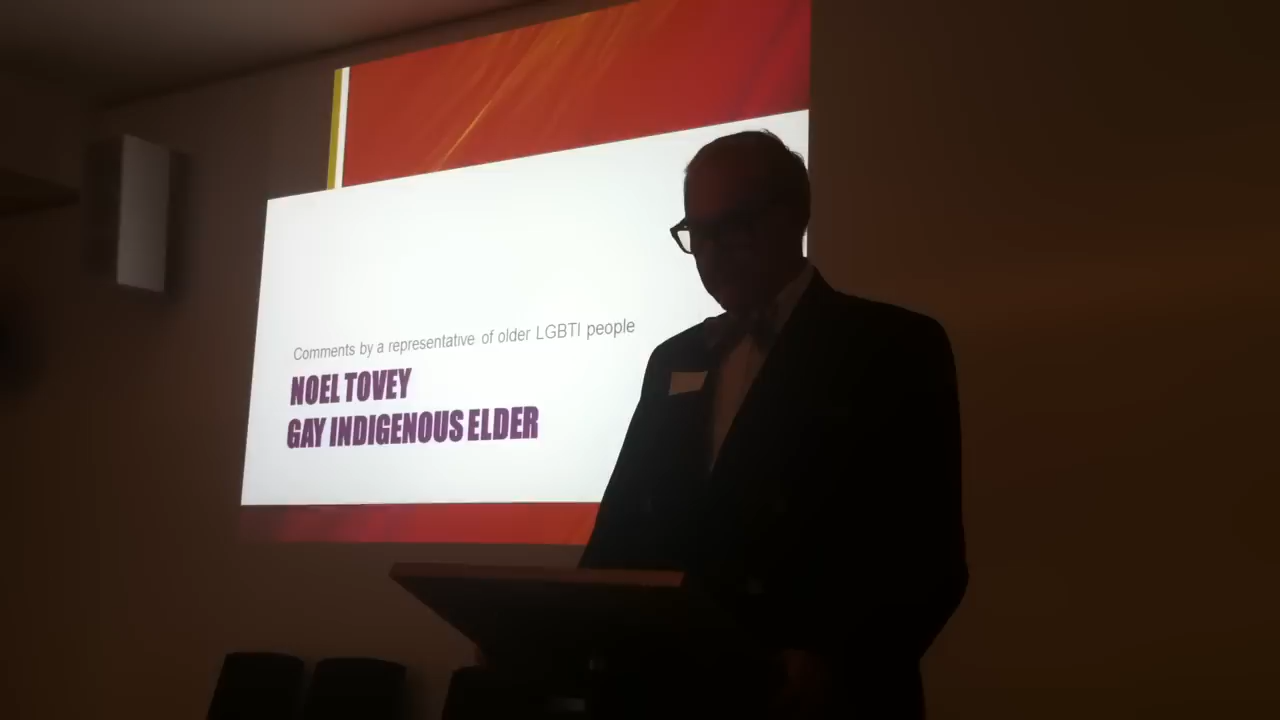 Comments by a representative of older LGBTI people
NOEL TOVEY
GAY INDIGENOUS ELDER